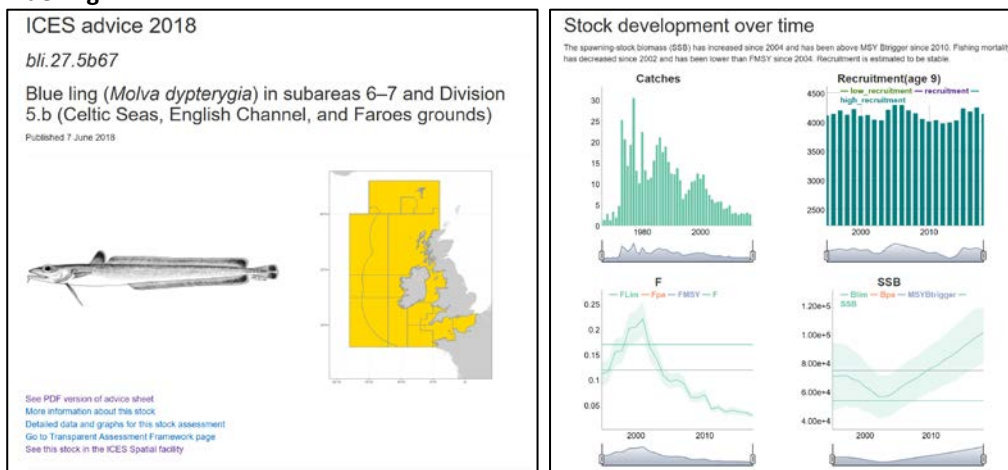 ICES advice 2018
bli.27.5b67
Blue ling (Molva dypterygia) in subareas 6–7 and Division
5.b (Celtic Seas, English Channel, and Faroes grounds)
Published 7 June 2018
See PDF version of advice sheet
More information about this stock
Detailed data and graphs for this stock assessment
Go to Transparent Assessment Framework page
See this stock in the ICES Spatial facility
Stock development over time
The spawning-stock biomass (SSB) has increased since 2004 and has been above MSY Btrigger since 2010. Fishing mortality
has decreased since 2002 and has been lower than FMSY since 2004. Recruitment is estimated to be stable.
Catches
30
25
20
15
10
5
0
1980
2000
Recruitment(age 9)
low_recruitment
recruitment
high_recruitment
4500
4000
3500
3000
2500
2000
2010
F
FLim
Fpa
FMSY
F
0.25
0.2
0.15
0.1
0.05
2000
2010
SSB
Blim
Bpa
MSYBtrigger
SSB
1.20e+5
1.00e+5
8.00e+4
6.00e+4
4.00e+4
2000
2010